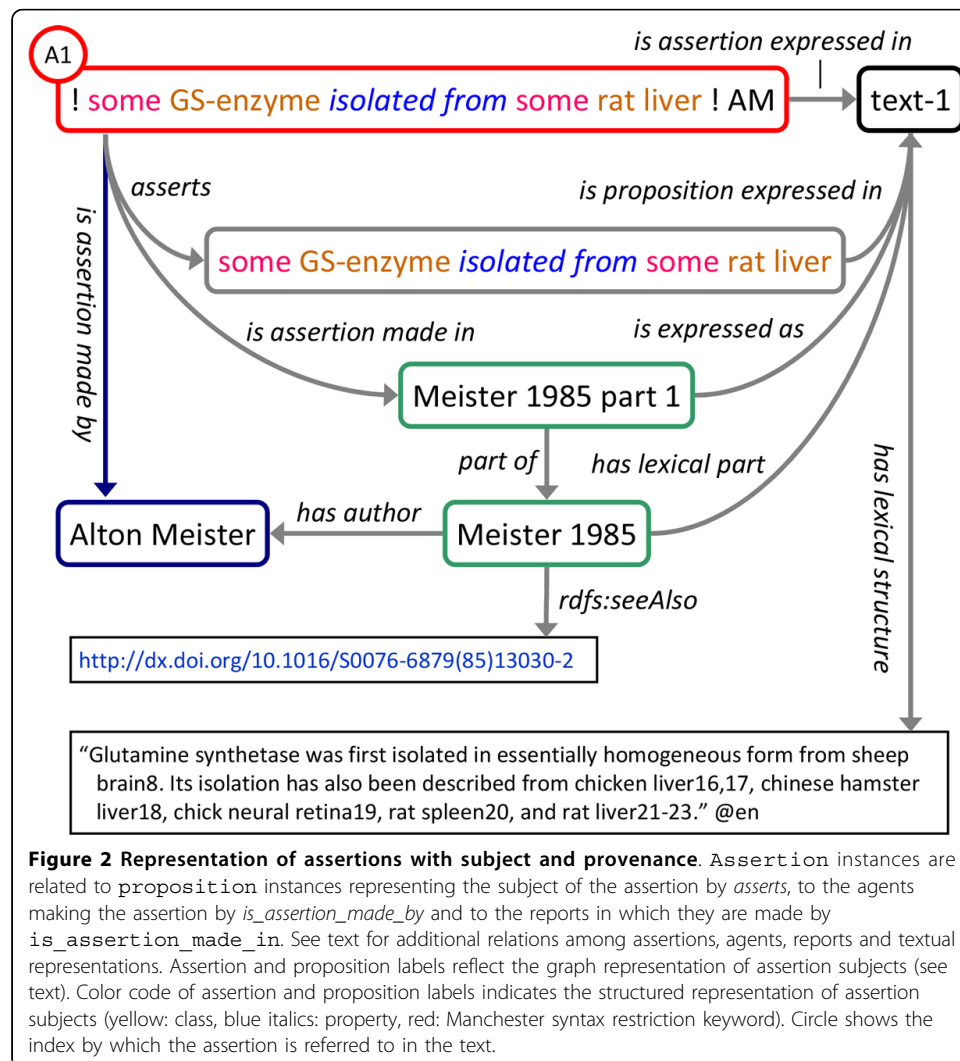 is assertion expressed in
A1
! some GS-enzyme isolated from some rat liver ! AM
text-1
asserts
is proposition expressed in
is assertion made by
some GS-enzyme isolated from some rat liver
is assertion made in
is expressed as
Meister 1985 part 1
part of
has lexical part
has lexical structure
Alton Meister
has author
Meister 1985
rdfs:seeAlso
http://dx.doi.org/10.1016/S0076-6879(85)13030-2
“Glutamine synthetase was first isolated in essentially homogeneous form from sheep
brain8. Its isolation has also been described from chicken liver16,17, chinese hamster
liver18, chick neural retina19, rat spleen20, and rat liver21-23.” @en
Figure 2 Representation of assertions with subject and provenance. Assertion instances are
related to proposition instances representing the subject of the assertion by asserts, to the agents
making the assertion by is_assertion_made_by and to the reports in which they are made by
is_assertion_made_in. See text for additional relations among assertions, agents, reports and textual
representations. Assertion and proposition labels reflect the graph representation of assertion subjects (see
text). Color code of assertion and proposition labels indicates the structured representation of assertion
subjects (yellow: class, blue italics: property, red: Manchester syntax restriction keyword). Circle shows the
index by which the assertion is referred to in the text.